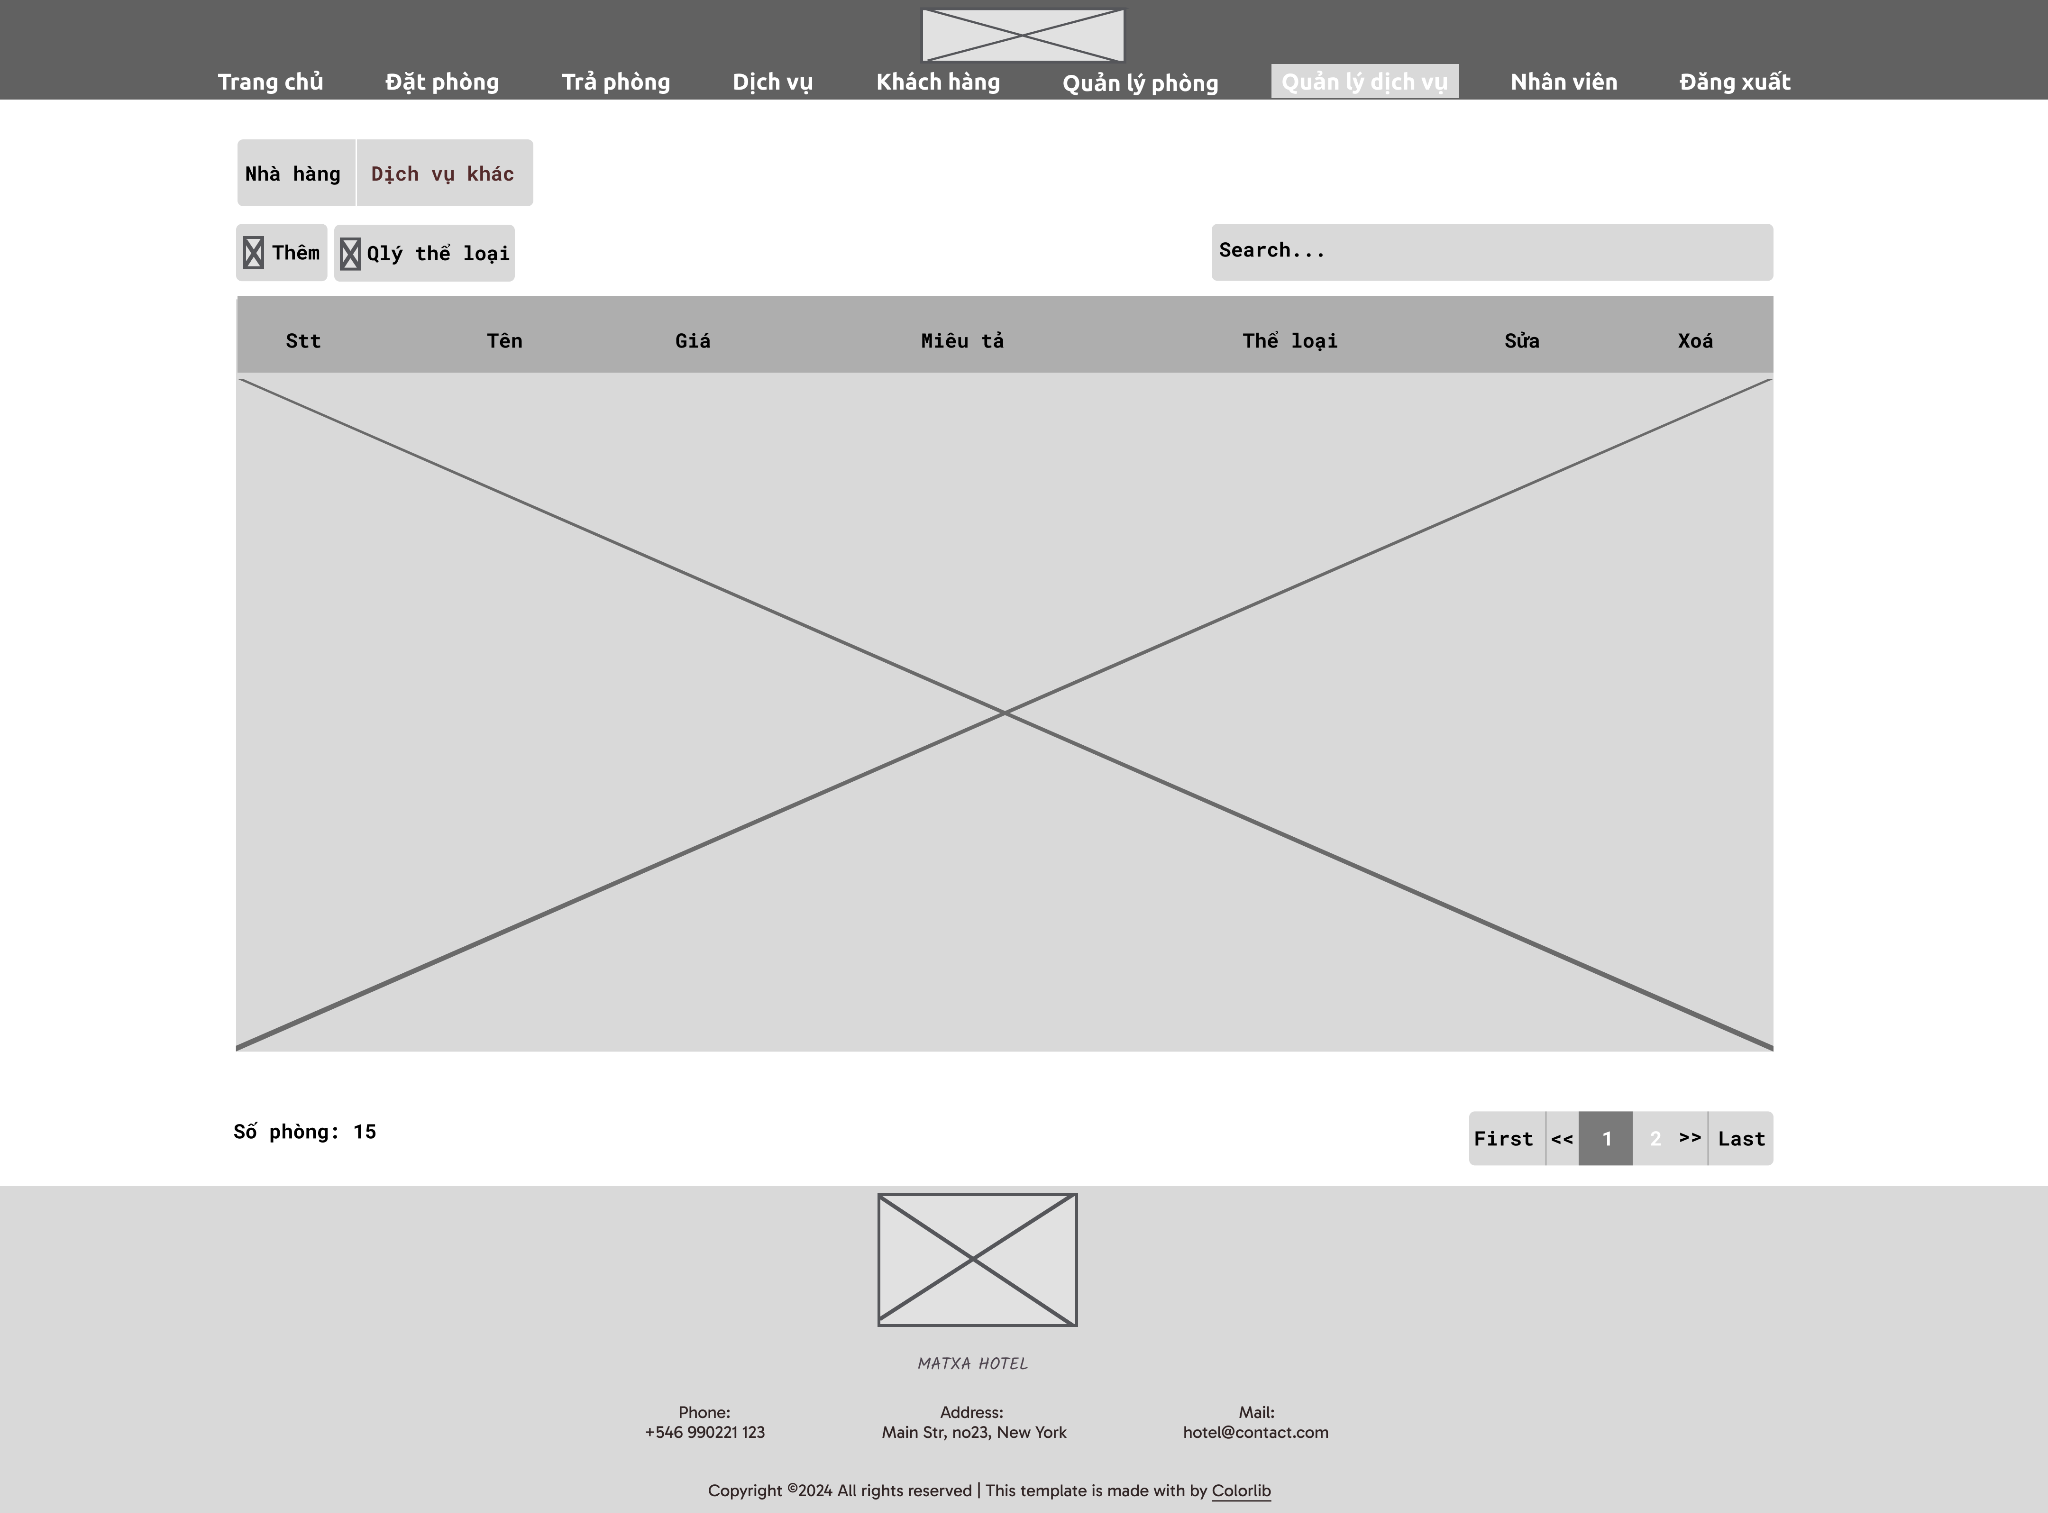 Trang chủ Đặt phòng Trả phòng Dịch vụ Khách hàng Quản lý phòng Quản lý dịch vụ Nhân viên Đăng xuất
Nhà hàng Dịch vụ khác
Thêm Qlý thể loại Search...
Stt Tên Giá Miêu tả Thể loại Sửa Xoá
Số phòng: 15 First << 1 2 >> Last
MATXA HOTEL
Phone: Address: Mail:
+546 990221 123 Main Str, no23, New York hotel@contact.com
Copyright ©2024 All rights reserved | This template is made with by Colorlib